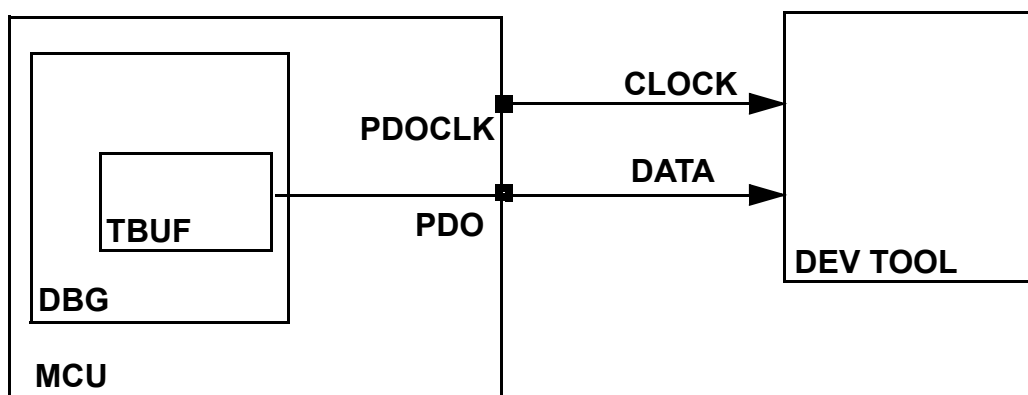 CLOCK
PDOCLK
DATA
TBUF
PDO
DEV TOOL
DBG
MCU